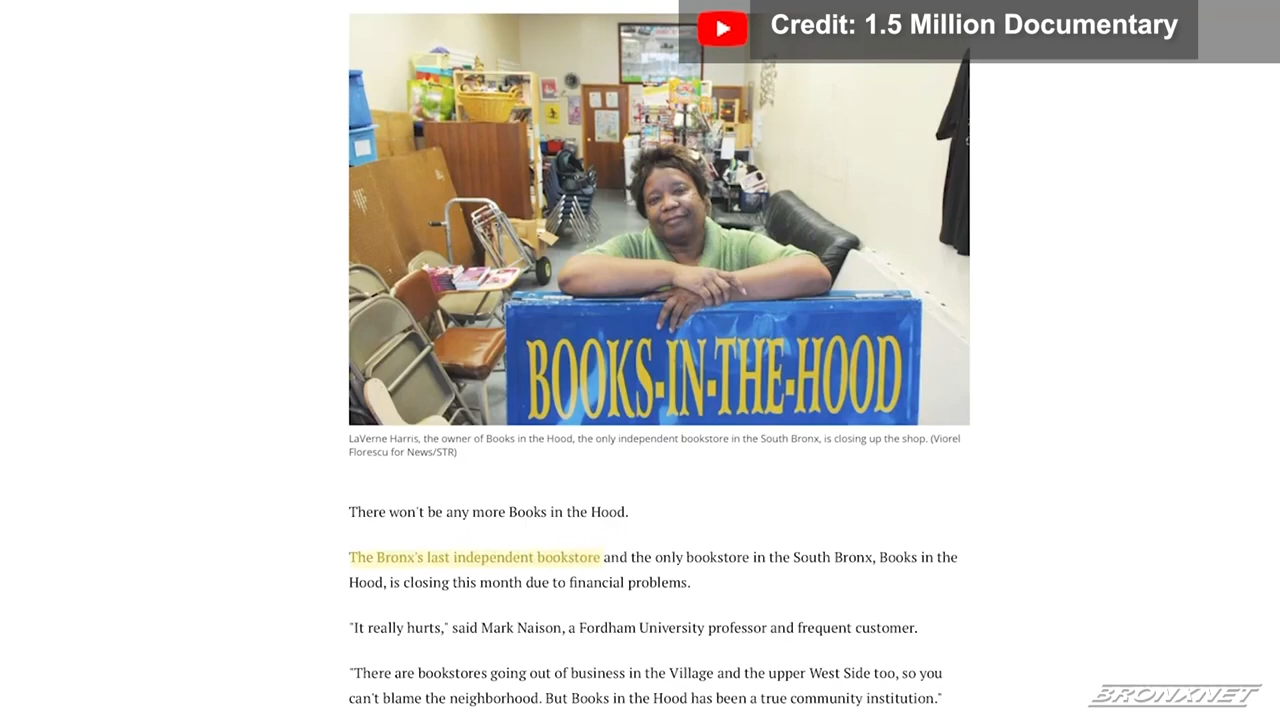 Credit: 1.5 Million Documentary
BOOKS-IN-THE-HOOD
LaVerne Harris, the owner of Books in the Hood, the only independent bookstore in the South Bronx, is closing up the shop. (Viorel
Florescu for News/STR)
There won't be any more Books in the Hood.
The Bronx's last independent bookstore and the only bookstore in the South Bronx, Books in the
Hood, is closing this month due to financial problems.
"It really hurts," said Mark Naison, a Fordham University professor and frequent customer.
"There are bookstores going out of business in the Village and the upper West Side too, so you
can't blame the neighborhood. But Books in the Hood has been a true community institution."
BRONXNET